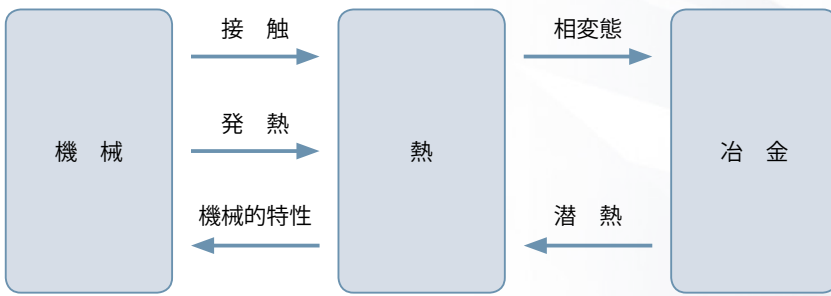 接　触
相変態
発　熱
機　械
熱
冶　金
機械的特性
潜　熱